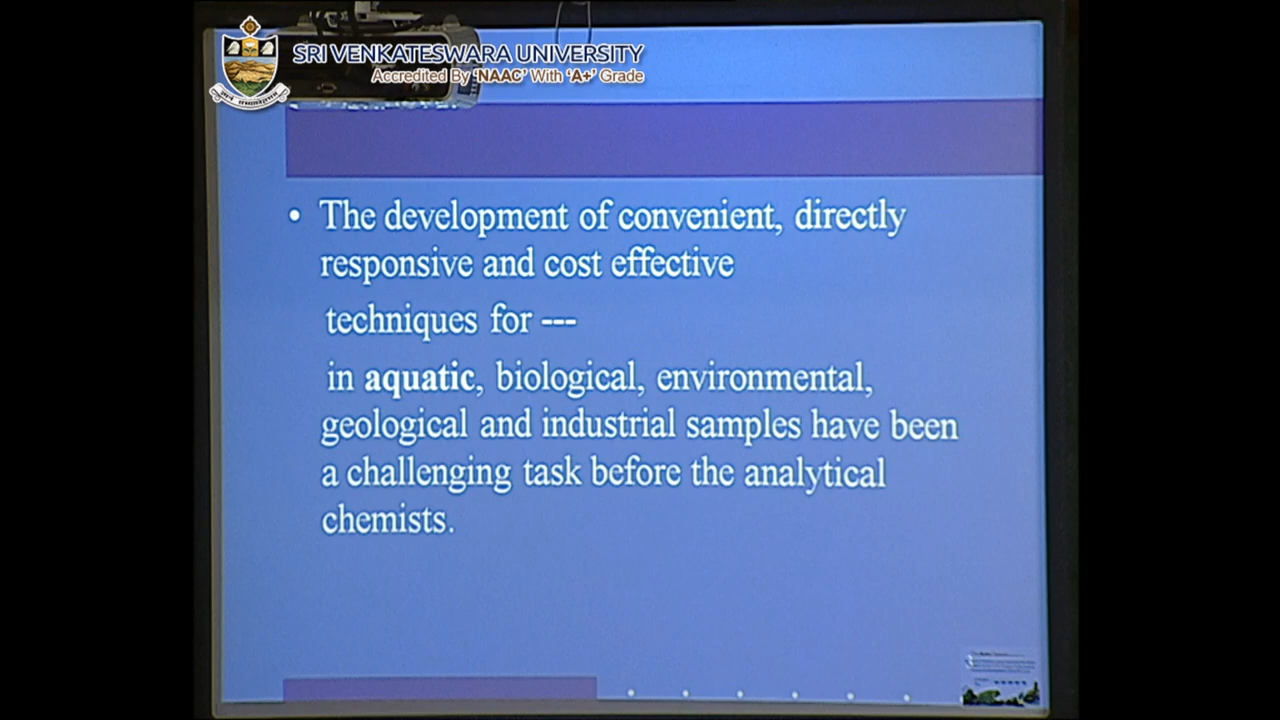 SRI VENKATESWARA UNIVERSITY
Accredited By 'NAAC' With 'A+' Grade
• The development of convenient, directly
responsive and cost effective
techniques for ---
in aquatic, biological, environmental,
geological and industrial samples have been
a challenging task before the analytical
chemists.